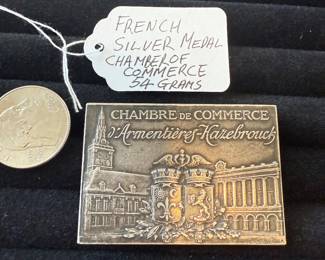 FRENCH
SILVER MEDAL
CHAMBER OF
COMMERCE
54 GRAMS
CHAMBRE DE COMMERCE
d'Armentières-Hazebrouck